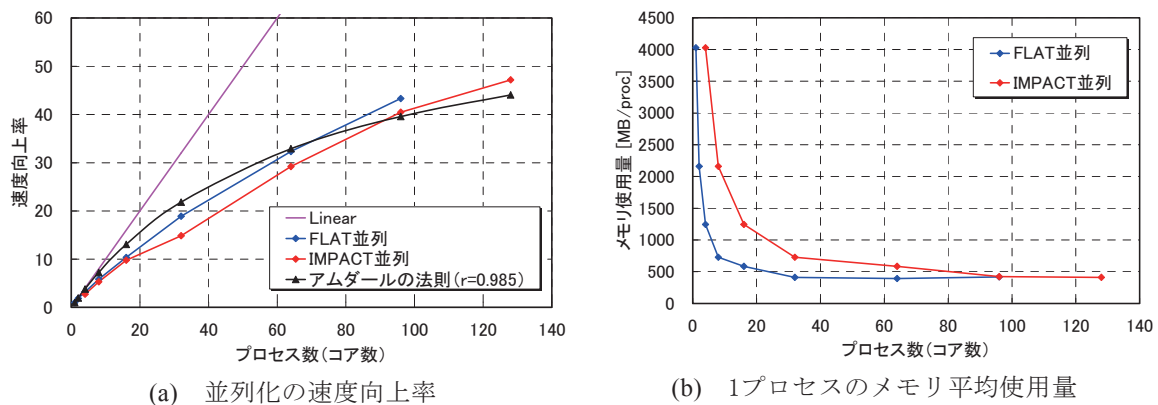 60
50
40
30
20
10
0
速度向上率
Linear
FLAT並列
IMPACT並列
アムダールの法則(r=0.985)
0 20 40 60 80 100 120 140
プロセス数(コア数)
(a) 並列化の速度向上率
4500
4000
3500
3000
2500
2000
1500
1000
500
0
メモリ使用量 [MB/proc]
FLAT並列
IMPACT並列
0 20 40 60 80 100 120 140
プロセス数(コア数)
(b) 1プロセスのメモリ平均使用量